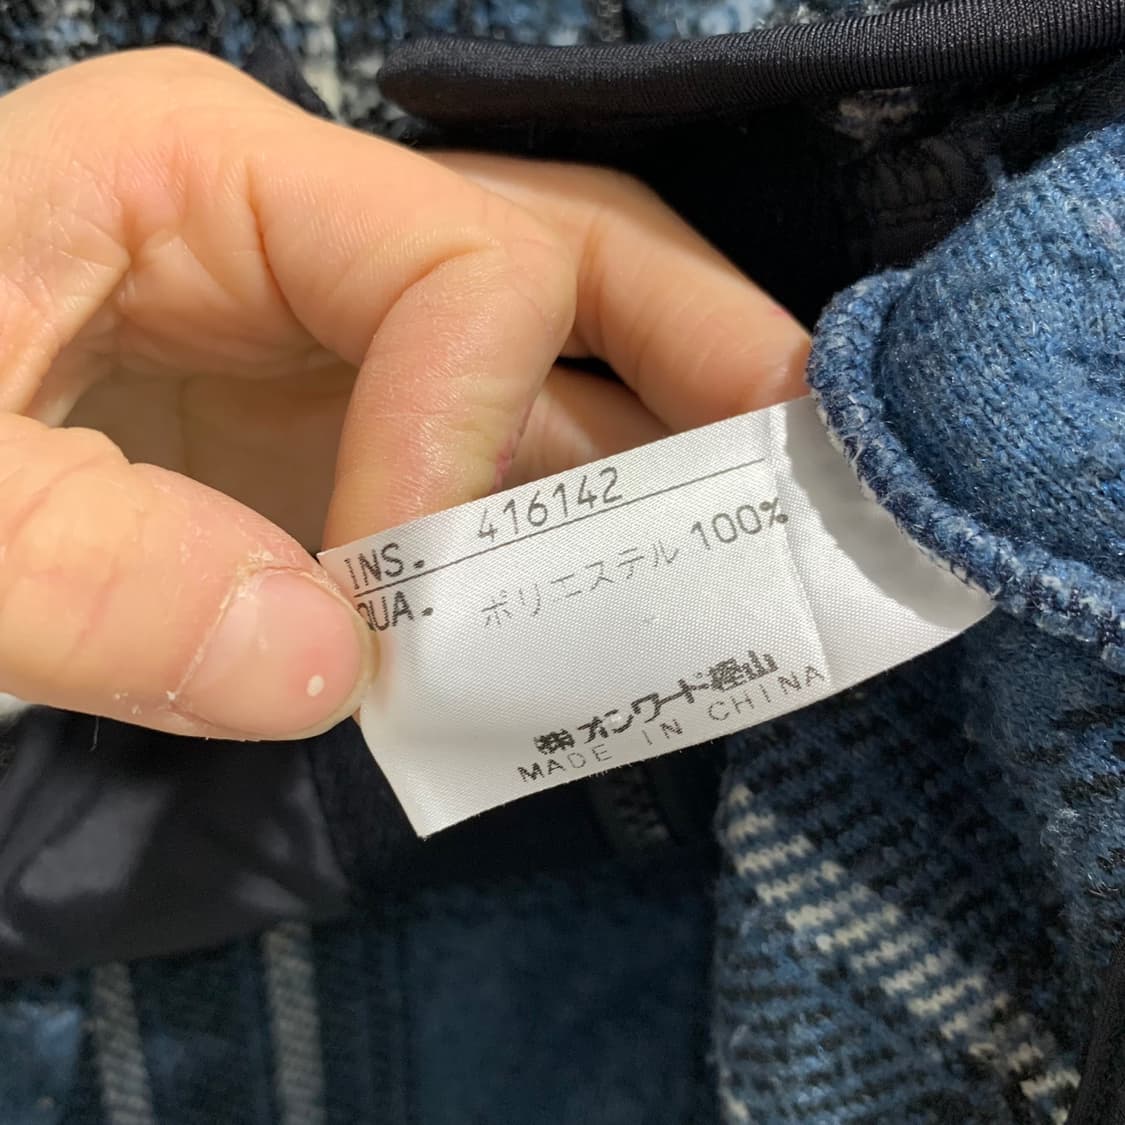 INS. 416142
QUA. ポリエステル 100%
㈱オンワード樫山
MADE IN CHINA